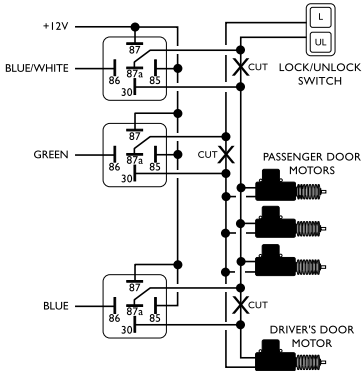 +12V
L
UL
87
BLUE/WHITE
86
87a
85
30
CUT
LOCK/UNLOCK
SWITCH
87
GREEN
86
87a
85
30
CUT
PASSENGER DOOR
MOTORS
87
BLUE
86
87a
85
30
CUT
DRIVER'S DOOR
MOTOR